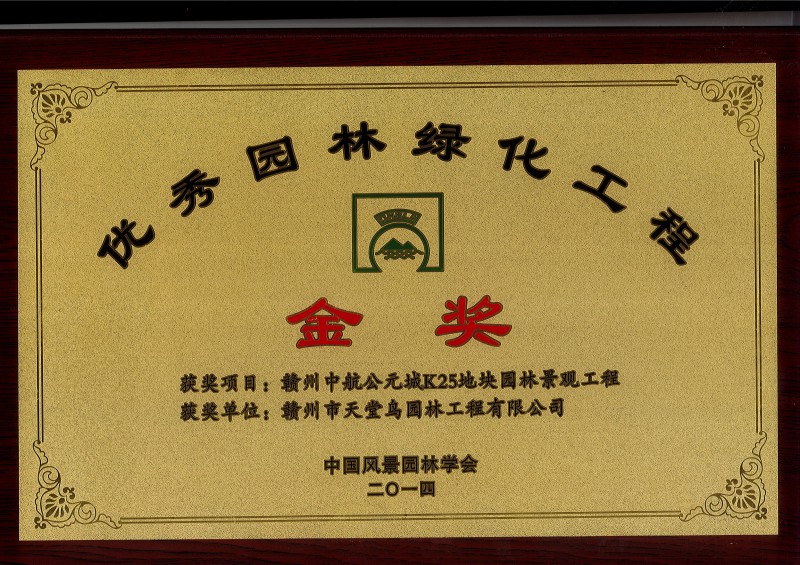 优秀园林绿化工程
金奖
获奖项目：赣州中航公元城K25地块园林景观工程
获奖单位：赣州市天堂鸟园林工程有限公司
中国风景园林学会
二〇一四